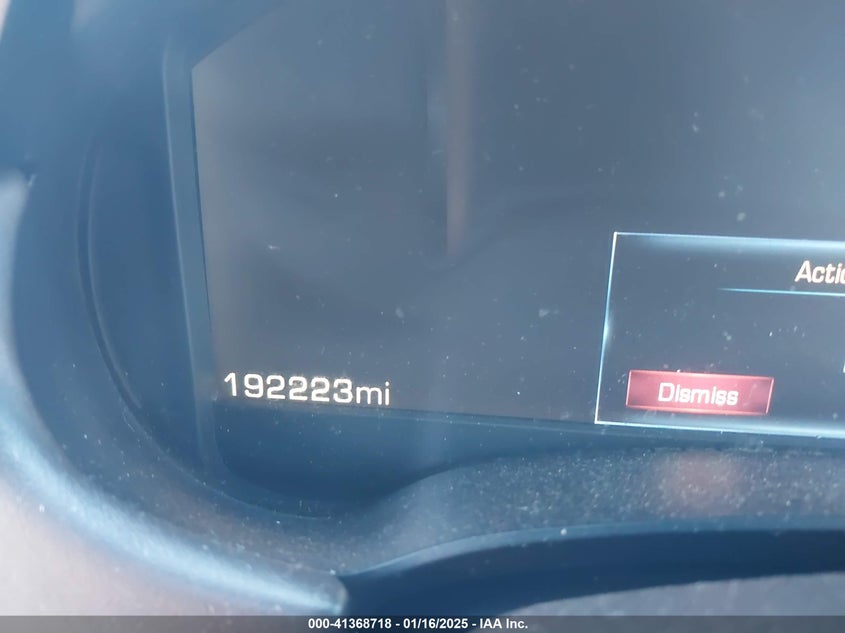 Actio
192223mi
Dismiss
000-41368718 - 01/16/2025 - IAA Inc.